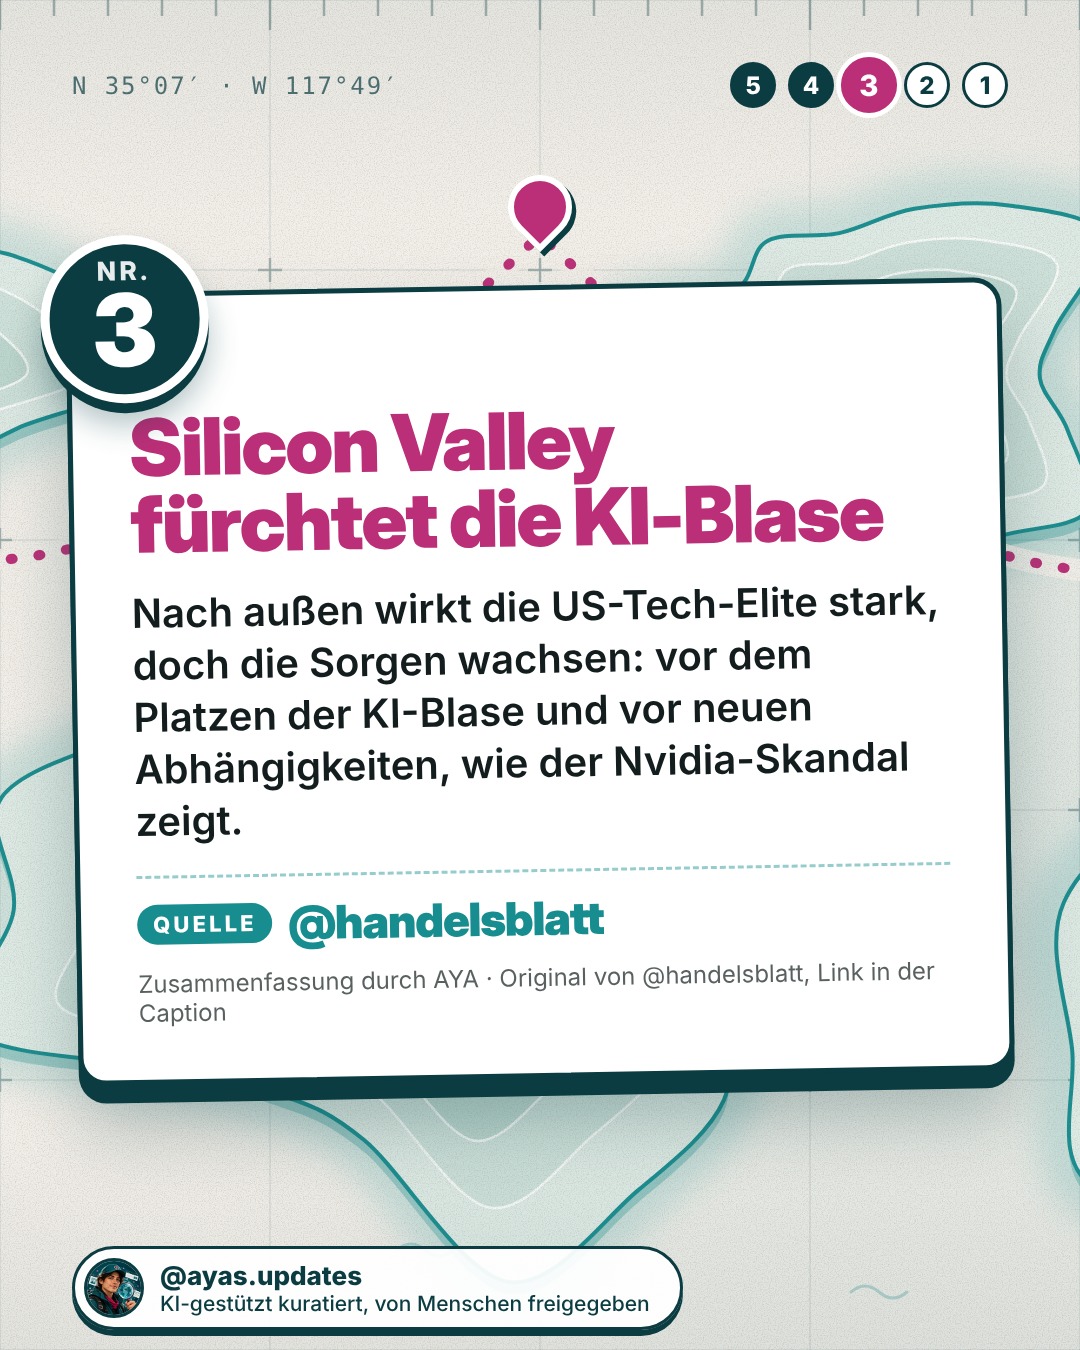 N 35°07′ · W 117°49′
5 4 3 2 1
NR.
3
Silicon Valley
fürchtet die KI-Blase
Nach außen wirkt die US-Tech-Elite stark,
doch die Sorgen wachsen: vor dem
Platzen der KI-Blase und vor neuen
Abhängigkeiten, wie der Nvidia-Skandal
zeigt.
QUELLE @handelsblatt
Zusammenfassung durch AYA · Original von @handelsblatt, Link in der
Caption
@ayas.updates
KI-gestützt kuratiert, von Menschen freigegeben